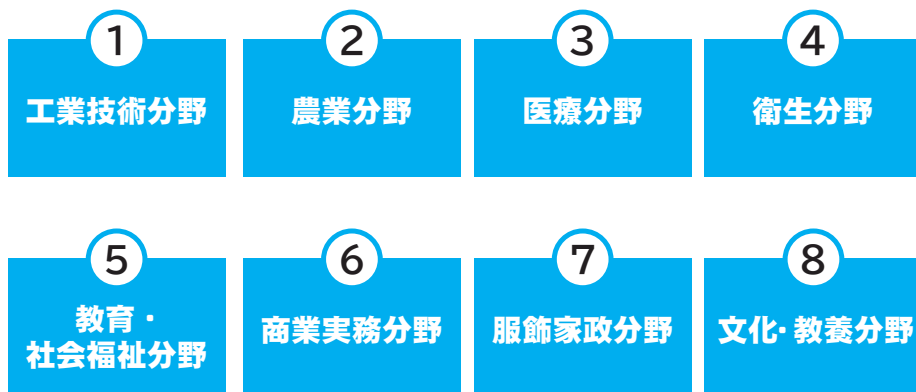 1
工業技術分野
2
農業分野
3
医療分野
4
衛生分野
5
教育・
社会福祉分野
6
商業実務分野
7
服飾家政分野
8
文化・教養分野